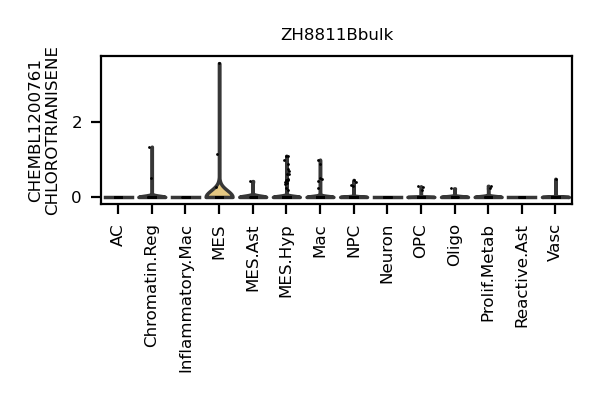 ZH8811Bbulk
CHEMBL1200761
CHLOROTRIANISENE
2
0
AC
Chromatin.Reg
Inflammatory.Mac
MES
MES.Ast
MES.Hyp
Mac
NPC
Neuron
OPC
Oligo
Prolif.Metab
Reactive.Ast
Vasc